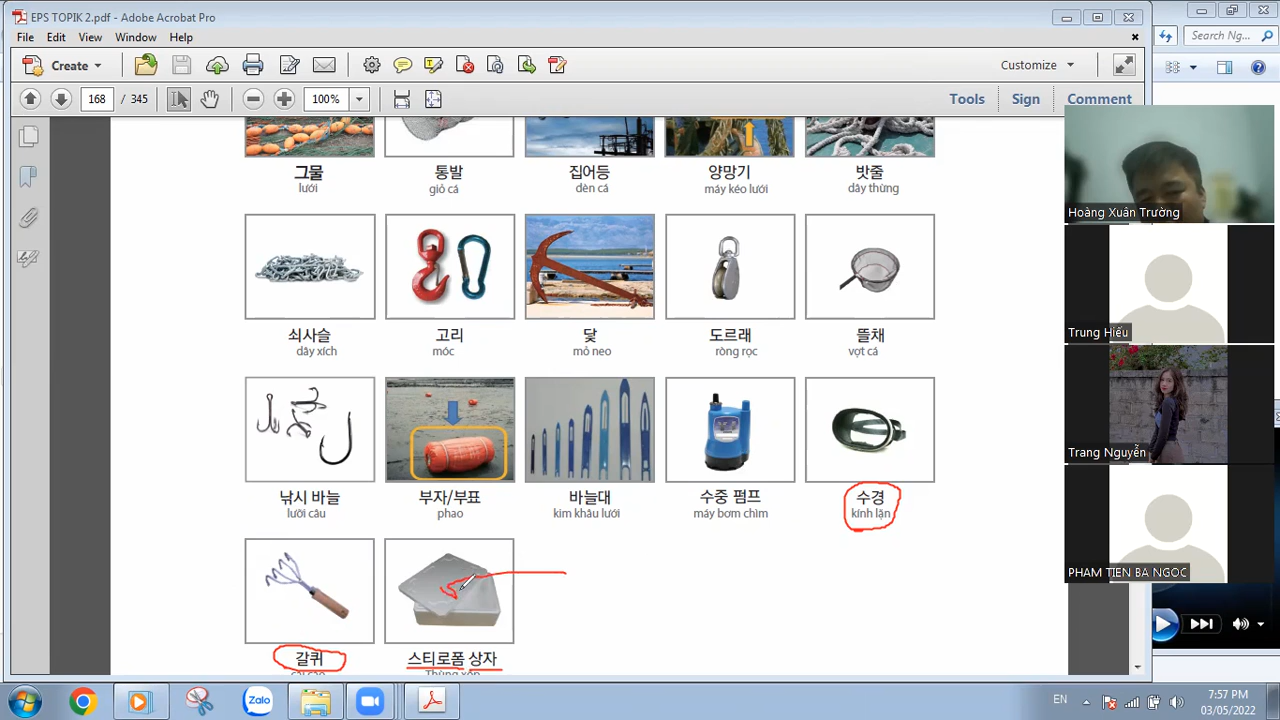 EPS TOPIK 2.pdf - Adobe Acrobat Pro
File Edit View Window Help
Create
Customize
168 / 345
100%
Tools Sign Comment
Search Ng...
그물 통발 집어등 양망기 밧줄
lưới giỏ cá đèn cá máy kéo lưới dây thừng
쇠사슬 고리 닻 도르래 뜰채
dây xích móc mỏ neo ròng rọc vợt cá
낚시 바늘 부자/부표 바늘대 수중 펌프 수경
lưỡi câu phao kim khâu lưới máy bơm chìm kính lặn
갈퀴 스티로폼 상자
Hoàng Xuân Trường
Trung Hiếu
Trang Nguyễn
PHAM TIEN BA NGOC
Zalo
EN
7:57 PM
03/05/2022